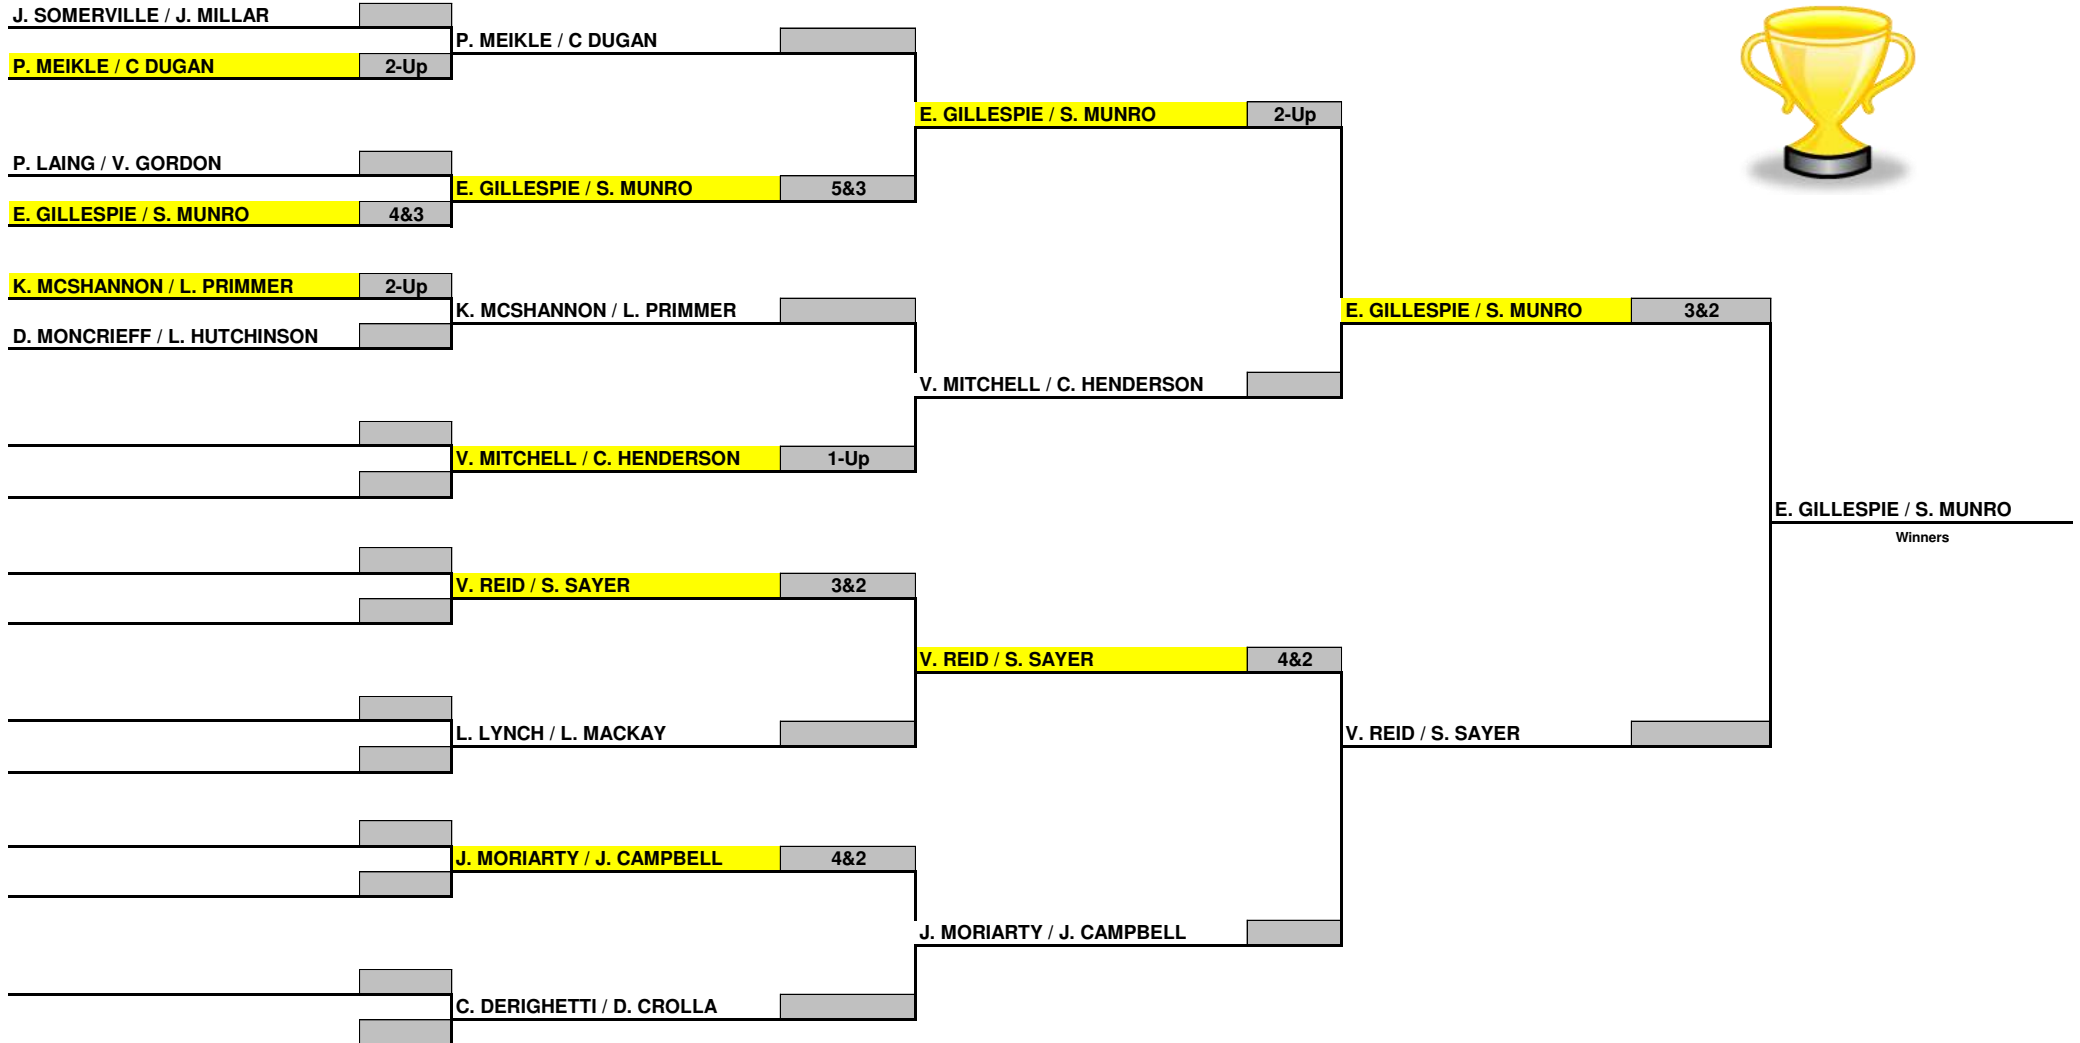 J. SOMERVILLE / J. MILLAR
P. MEIKLE / C DUGAN 2-Up
P. LAING / V. GORDON
E. GILLESPIE / S. MUNRO 4&3
K. MCSHANNON / L. PRIMMER 2-Up
D. MONCRIEFF / L. HUTCHINSON
P. MEIKLE / C DUGAN
E. GILLESPIE / S. MUNRO 5&3
K. MCSHANNON / L. PRIMMER
V. MITCHELL / C. HENDERSON 1-Up
V. REID / S. SAYER 3&2
L. LYNCH / L. MACKAY
J. MORIARTY / J. CAMPBELL 4&2
C. DERIGHETTI / D. CROLLA
E. GILLESPIE / S. MUNRO 2-Up
V. MITCHELL / C. HENDERSON
V. REID / S. SAYER 4&2
J. MORIARTY / J. CAMPBELL
E. GILLESPIE / S. MUNRO 3&2
V. REID / S. SAYER
E. GILLESPIE / S. MUNRO
Winners